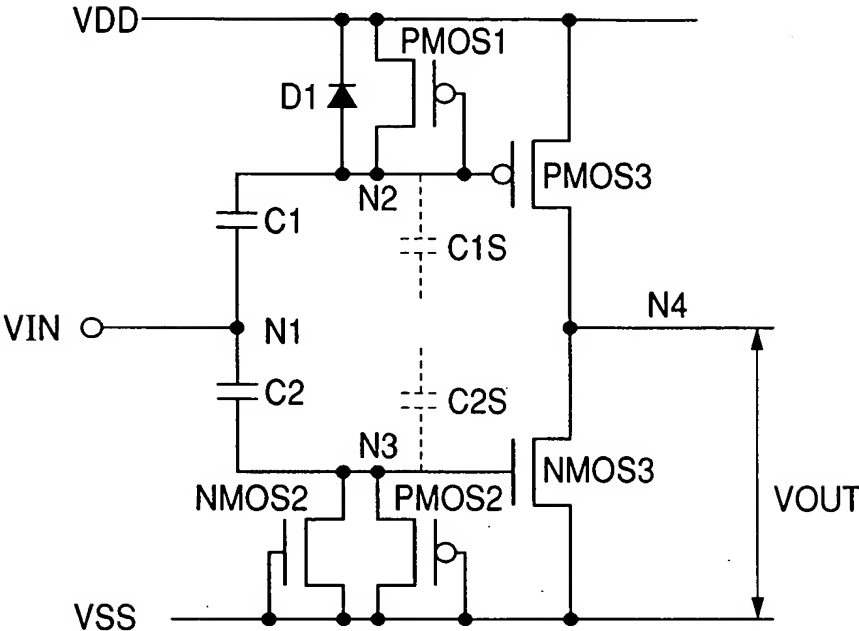 VDD
PMOS1
D1
N2
PMOS3
C1
C1S
VIN
N1
N4
C2
C2S
N3
NMOS2
PMOS2
NMOS3
VOUT
VSS